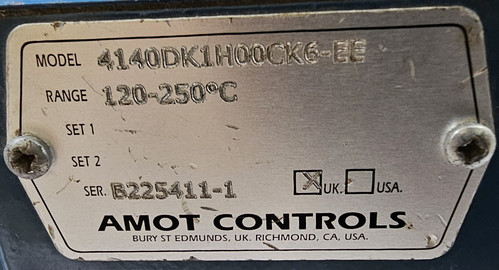 MODEL 4140DK1H00CK6-EE
RANGE 120-250°C
SET 1
SET 2
SER. B225411-1 X UK. USA.
AMOT CONTROLS
BURY ST EDMUNDS, UK. RICHMOND, CA, USA.